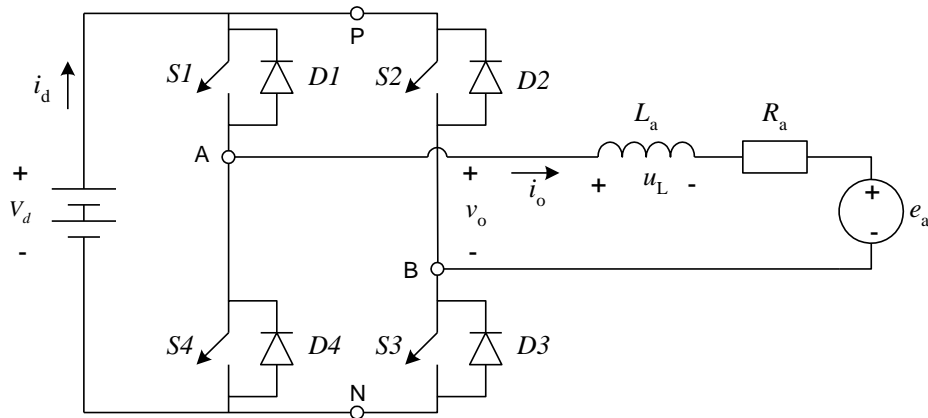 P
S1 D1 S2 D2
i_d
L_a R_a
A
+ + + u_L - +
V_d v_o i_o e_a
- - -
B
S4 D4 S3 D3
N